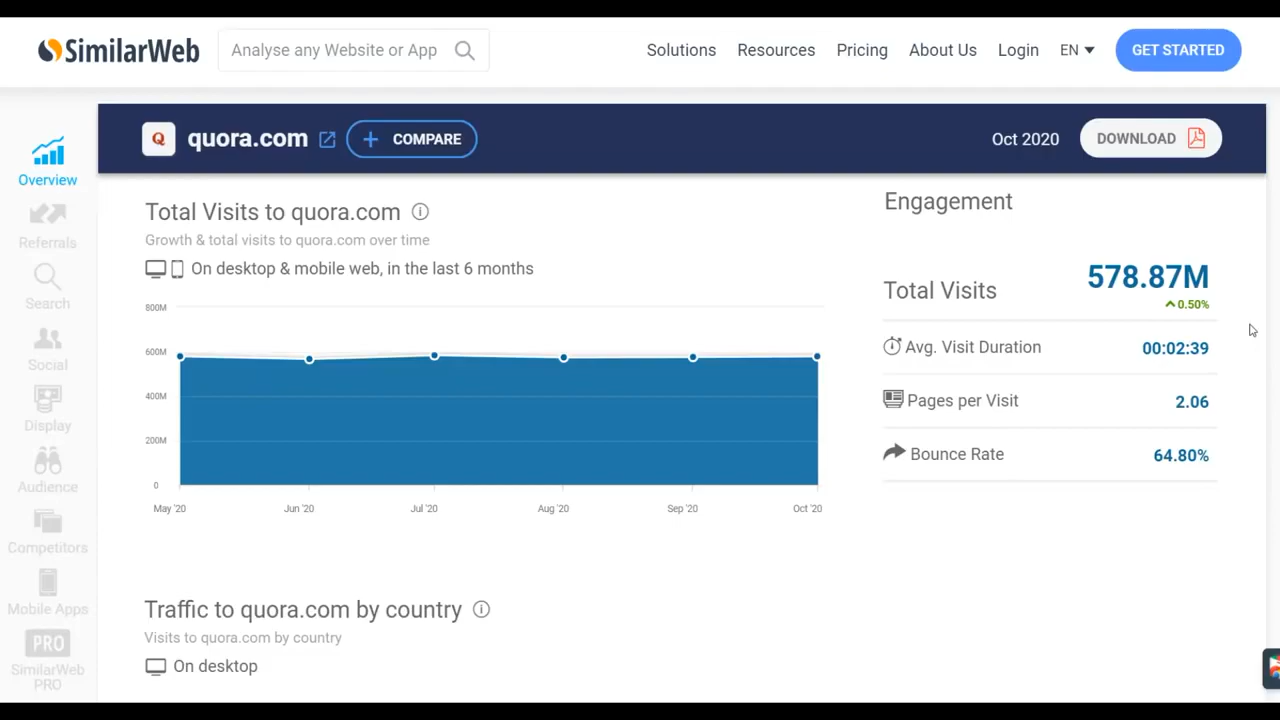 SimilarWeb
Analyse any Website or App
Solutions
Resources
Pricing
About Us
Login
EN
GET STARTED
Q
quora.com
COMPARE
Oct 2020
DOWNLOAD
Overview
Referrals
Search
Social
Display
Audience
Competitors
Mobile Apps
PRO
SimilarWeb
PRO
Total Visits to quora.com
Growth & total visits to quora.com over time
On desktop & mobile web, in the last 6 months
800M
600M
400M
200M
0
May '20
Jun '20
Jul '20
Aug '20
Sep '20
Oct '20
Engagement
Total Visits
578.87M
0.50%
Avg. Visit Duration
00:02:39
Pages per Visit
2.06
Bounce Rate
64.80%
Traffic to quora.com by country
Visits to quora.com by country
On desktop